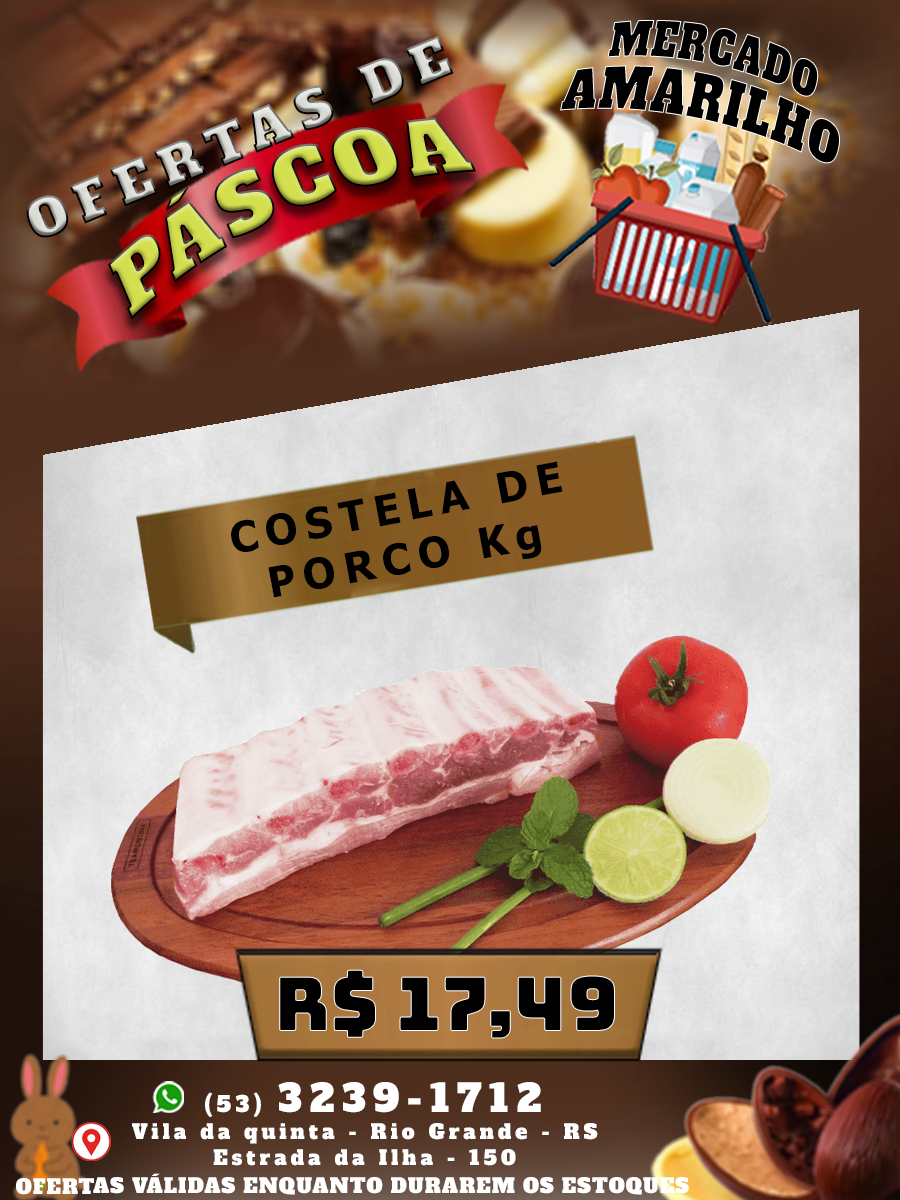 OFERTAS DE
PÁSCOA
MERCADO
AMARILHO
COSTELA DE
PORCO Kg
R$ 17,49
(53) 3239-1712
Vila da quinta - Rio Grande - RS
Estrada da Ilha - 150
OFERTAS VÁLIDAS ENQUANTO DURAREM OS ESTOQUES